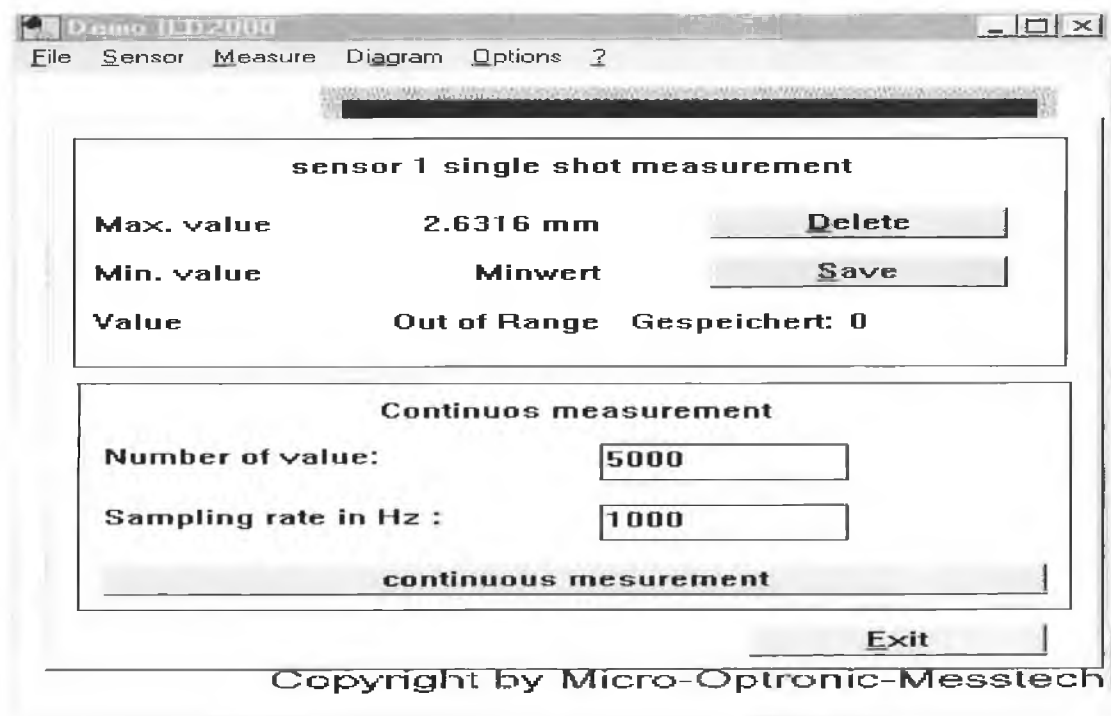 Demo ILD2000
File Sensor Measure Diagram Options ?
sensor 1 single shot measurement
Max. value 2.6316 mm Delete
Min. value Minwert Save
Value Out of Range Gespeichert: 0
Continuos measurement
Number of value: 5000
Sampling rate in Hz : 1000
continuous mesurement
Exit
Copyright by Micro-Optronic-Messtech